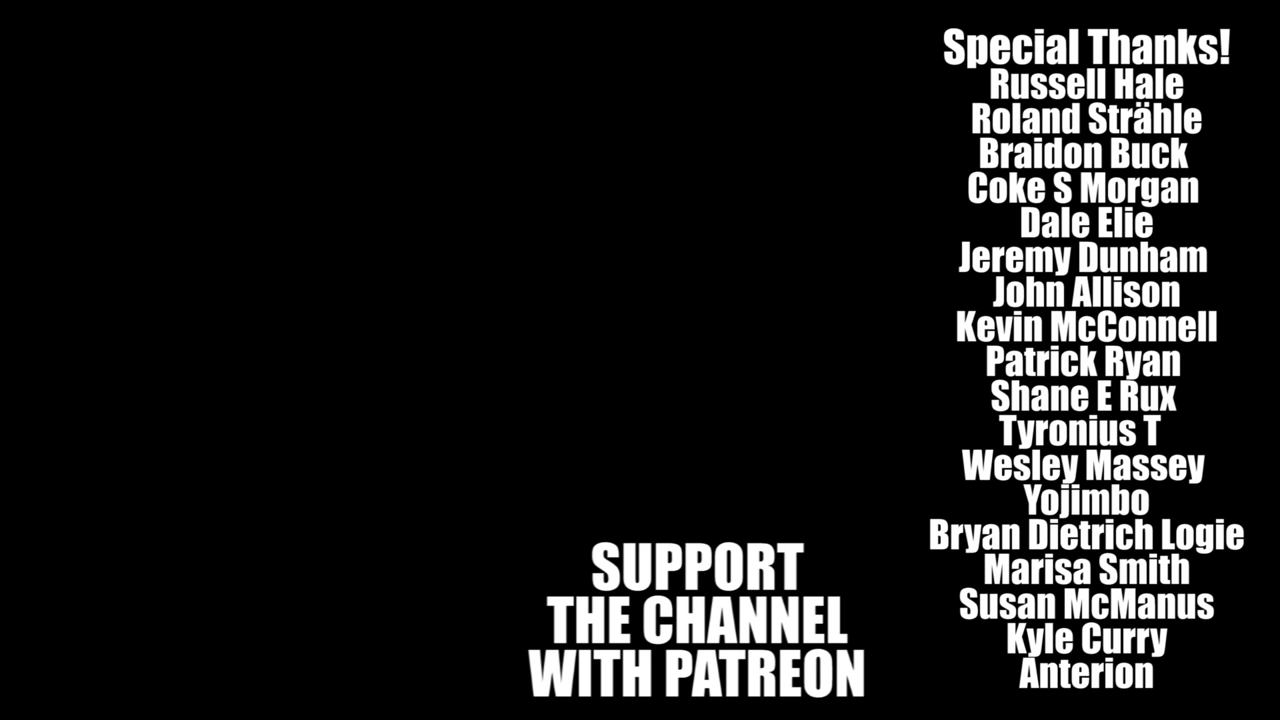 Special Thanks!
Russell Hale
Roland Strähle
Braidon Buck
Coke S Morgan
Dale Elie
Jeremy Dunham
John Allison
Kevin McConnell
Patrick Ryan
Shane E Rux
Tyronius T
Wesley Massey
Yojimbo
Bryan Dietrich Logie
Marisa Smith
Susan McManus
Kyle Curry
Anterion
SUPPORT
THE CHANNEL
WITH PATREON